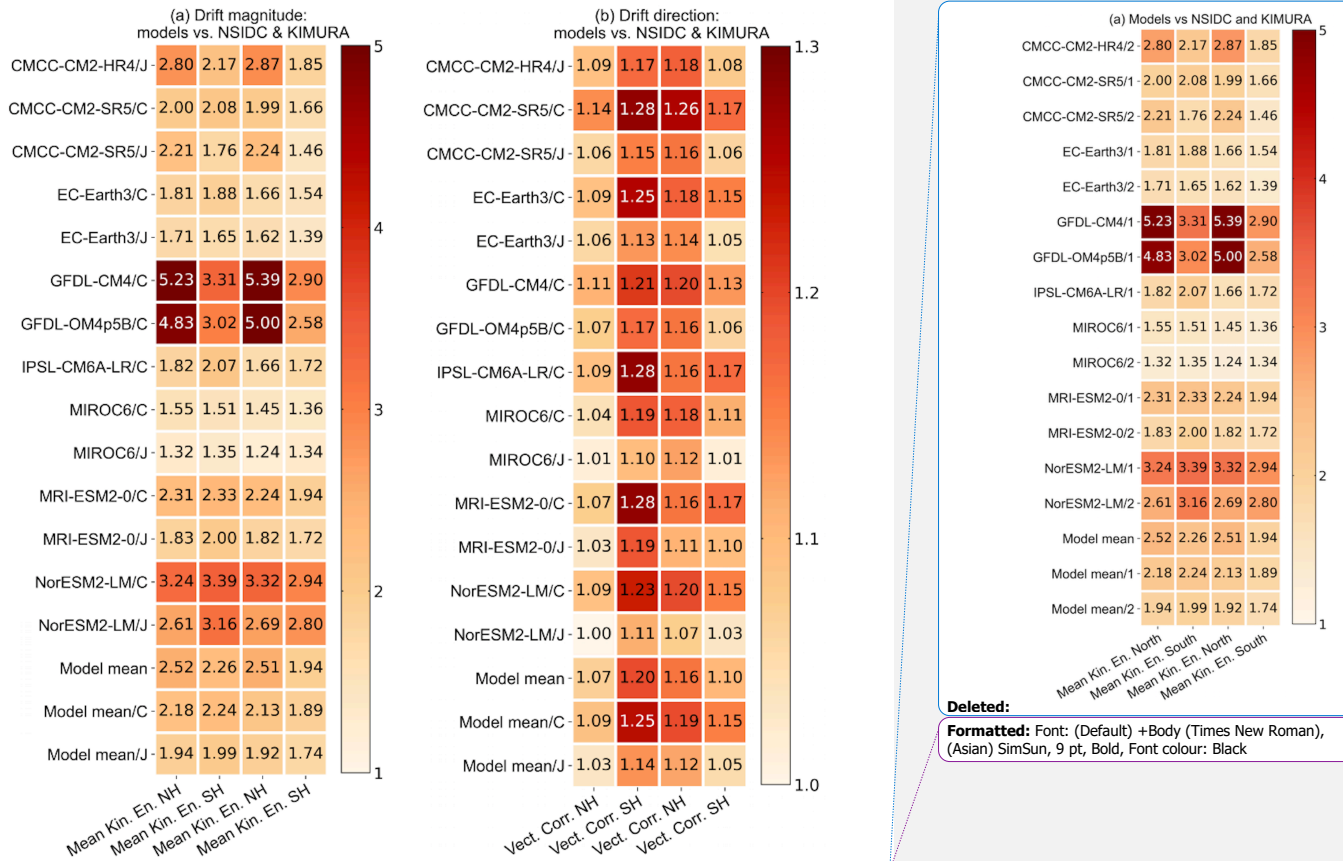 (a) Drift magnitude:
models vs. NSIDC & KIMURA
CMCC-CM2-HR4/J 2.80 2.17 2.87 1.85
CMCC-CM2-SR5/C 2.00 2.08 1.99 1.66
CMCC-CM2-SR5/J 2.21 1.76 2.24 1.46
EC-Earth3/C 1.81 1.88 1.66 1.54
EC-Earth3/J 1.71 1.65 1.62 1.39
GFDL-CM4/C 5.23 3.31 5.39 2.90
GFDL-OM4p5B/C 4.83 3.02 5.00 2.58
IPSL-CM6A-LR/C 1.82 2.07 1.66 1.72
MIROC6/C 1.55 1.51 1.45 1.36
MIROC6/J 1.32 1.35 1.24 1.34
MRI-ESM2-0/C 2.31 2.33 2.24 1.94
MRI-ESM2-0/J 1.83 2.00 1.82 1.72
NorESM2-LM/C 3.24 3.39 3.32 2.94
NorESM2-LM/J 2.61 3.16 2.69 2.80
Model mean 2.52 2.26 2.51 1.94
Model mean/C 2.18 2.24 2.13 1.89
Model mean/J 1.94 1.99 1.92 1.74
Mean Kin. En. NH
Mean Kin. En. SH
Mean Kin. En. NH
Mean Kin. En. SH
5
4
3
2
1
(b) Drift direction:
models vs. NSIDC & KIMURA
CMCC-CM2-HR4/J 1.09 1.17 1.18 1.08
CMCC-CM2-SR5/C 1.14 1.28 1.26 1.17
CMCC-CM2-SR5/J 1.06 1.15 1.16 1.06
EC-Earth3/C 1.09 1.25 1.18 1.15
EC-Earth3/J 1.06 1.13 1.14 1.05
GFDL-CM4/C 1.11 1.21 1.20 1.13
GFDL-OM4p5B/C 1.07 1.17 1.16 1.06
IPSL-CM6A-LR/C 1.09 1.28 1.16 1.17
MIROC6/C 1.04 1.19 1.18 1.11
MIROC6/J 1.01 1.10 1.12 1.01
MRI-ESM2-0/C 1.07 1.28 1.16 1.17
MRI-ESM2-0/J 1.03 1.19 1.11 1.10
NorESM2-LM/C 1.09 1.23 1.20 1.15
NorESM2-LM/J 1.00 1.11 1.07 1.03
Model mean 1.07 1.20 1.16 1.10
Model mean/C 1.09 1.25 1.19 1.15
Model mean/J 1.03 1.14 1.12 1.05
Vect. Corr. NH
Vect. Corr. SH
Vect. Corr. NH
Vect. Corr. SH
1.3
1.2
1.1
1.0
(a) Models vs NSIDC and KIMURA
CMCC-CM2-HR4/2 2.80 2.17 2.87 1.85
CMCC-CM2-SR5/1 2.00 2.08 1.99 1.66
CMCC-CM2-SR5/2 2.21 1.76 2.24 1.46
EC-Earth3/1 1.81 1.88 1.66 1.54
EC-Earth3/2 1.71 1.65 1.62 1.39
GFDL-CM4/1 5.23 3.31 5.39 2.90
GFDL-OM4p5B/1 4.83 3.02 5.00 2.58
IPSL-CM6A-LR/1 1.82 2.07 1.66 1.72
MIROC6/1 1.55 1.51 1.45 1.36
MIROC6/2 1.32 1.35 1.24 1.34
MRI-ESM2-0/1 2.31 2.33 2.24 1.94
MRI-ESM2-0/2 1.83 2.00 1.82 1.72
NorESM2-LM/1 3.24 3.39 3.32 2.94
NorESM2-LM/2 2.61 3.16 2.69 2.80
Model mean 2.52 2.26 2.51 1.94
Model mean/1 2.18 2.24 2.13 1.89
Model mean/2 1.94 1.99 1.92 1.74
Mean Kin. En. North
Mean Kin. En. South
Mean Kin. En. North
Mean Kin. En. South
5
4
3
2
1
Deleted:
Formatted: Font: (Default) +Body (Times New Roman),
(Asian) SimSun, 9 pt, Bold, Font colour: Black